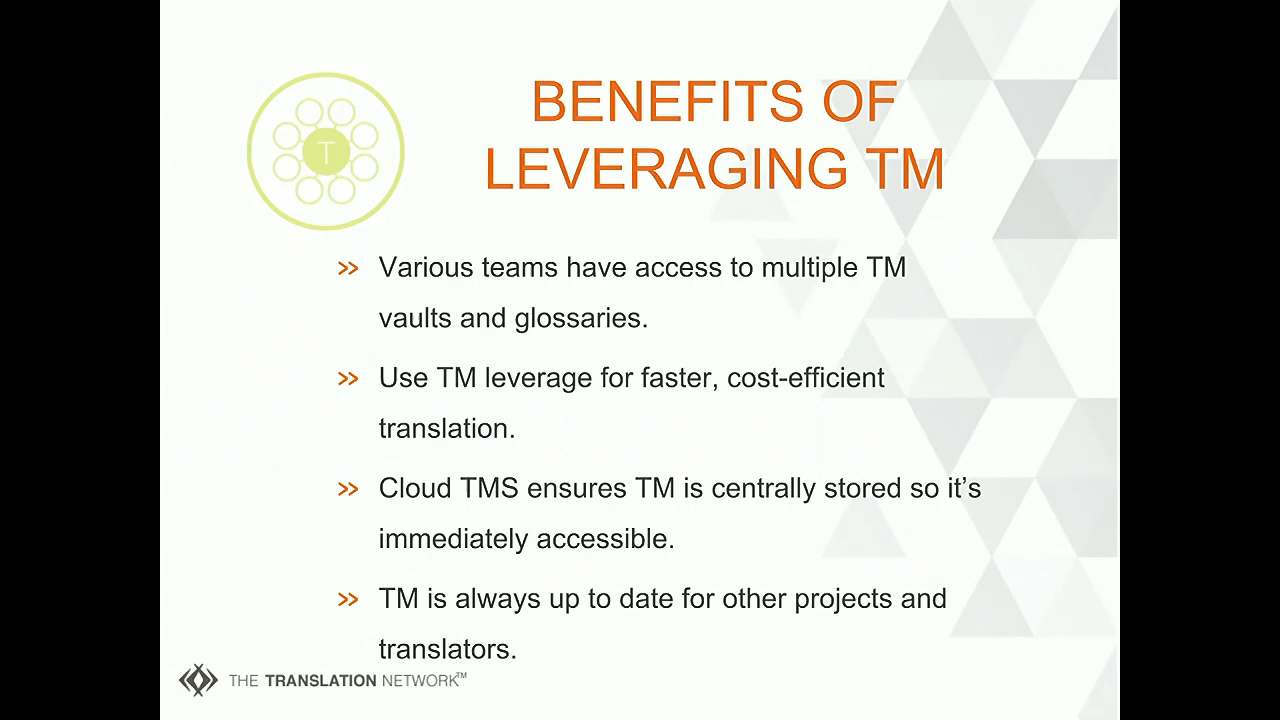 T
BENEFITS OF
LEVERAGING TM
>> Various teams have access to multiple TM
vaults and glossaries.
>> Use TM leverage for faster, cost-efficient
translation.
>> Cloud TMS ensures TM is centrally stored so it’s
immediately accessible.
>> TM is always up to date for other projects and
translators.
THE TRANSLATION NETWORK™